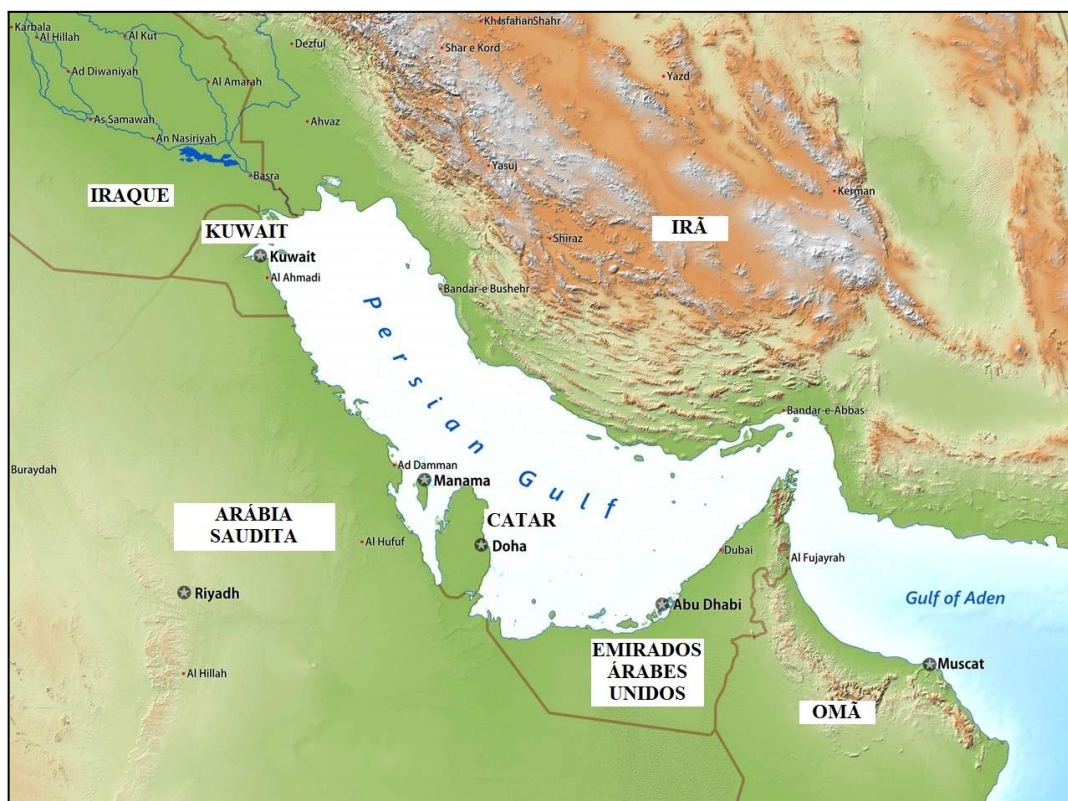 Karbala
Al Hillah
Al Kut
Dezful
Kh Isfahan Shahr
Shar e Kord
Yazd
Ad Diwaniyah
Al Amarah
As Samawah
An Nasiriyah
Ahvaz
Yasuj
Kerman
Basra
IRAQUE
KUWAIT
Kuwait
Al Ahmadi
IRÃ
Shiraz
Bandar-e Bushehr
Persian Gulf
Bandar-e-Abbas
Buraydah
Ad Damman
Manama
ARÁBIA
SAUDITA
CATAR
Doha
Al Hufuf
Dubai
Al Fujayrah
Riyadh
Abu Dhabi
Gulf of Aden
EMIRADOS
ÁRABES
UNIDOS
Muscat
Al Hillah
OMÃ